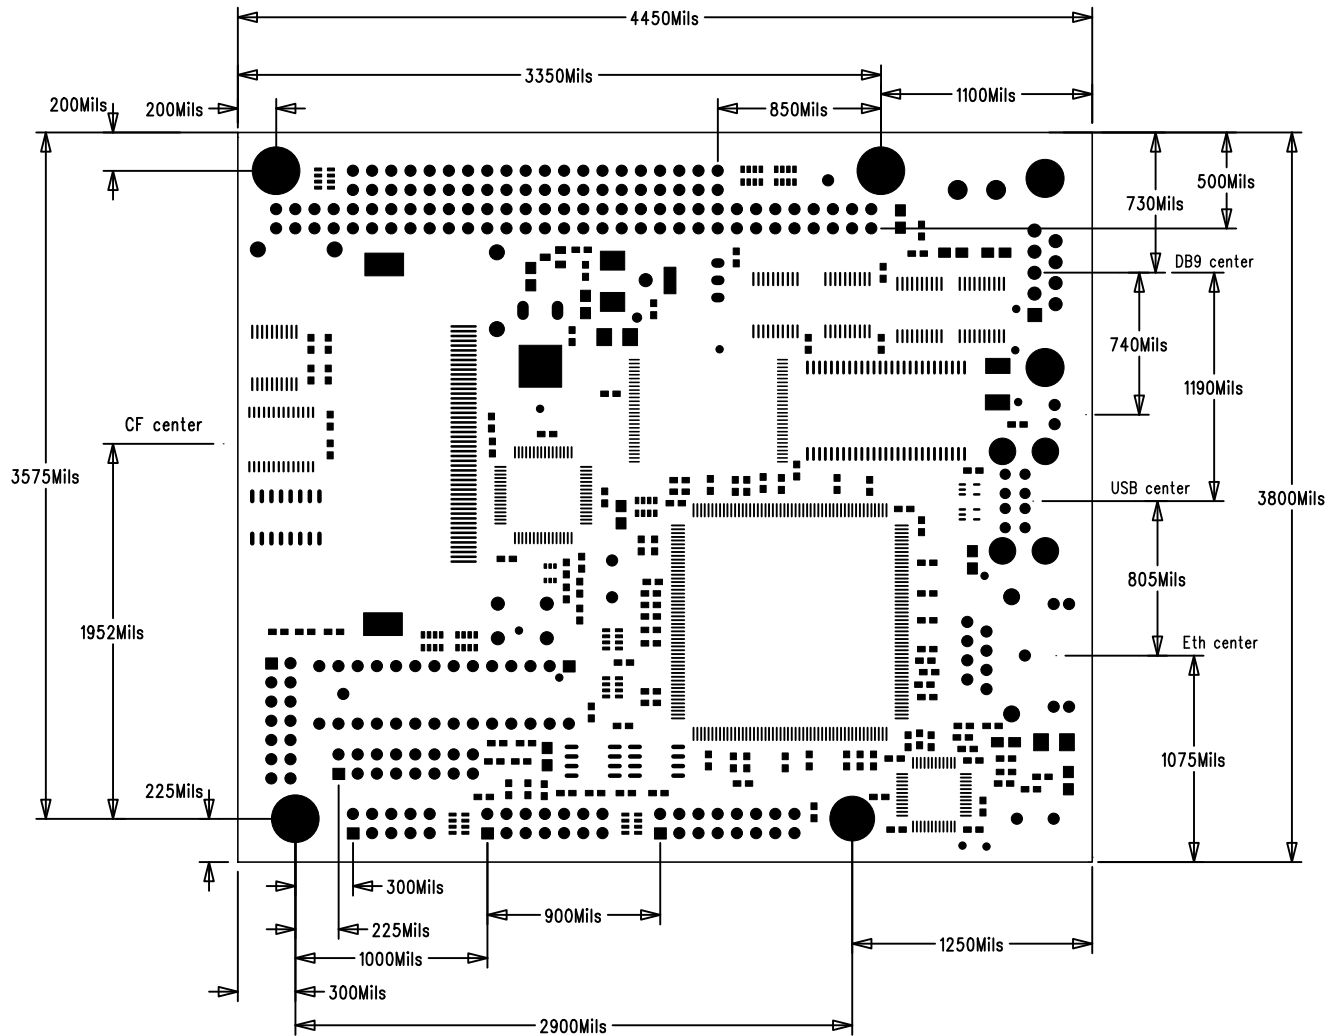 4450Mils
3350Mils
200Mils
200Mils
850Mils
1100Mils
500Mils
730Mils
DB9 center
740Mils
1190Mils
CF center
3575Mils
USB center
3800Mils
805Mils
1952Mils
Eth center
1075Mils
225Mils
300Mils
900Mils
225Mils
1250Mils
1000Mils
300Mils
2900Mils